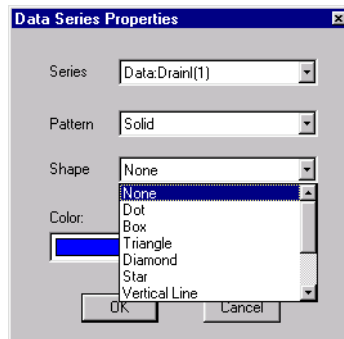 Data Series Properties
Series Data:DrainI(1)
Pattern Solid
Shape None
None
Dot
Box
Triangle
Diamond
Star
Vertical Line
Color:
OK Cancel